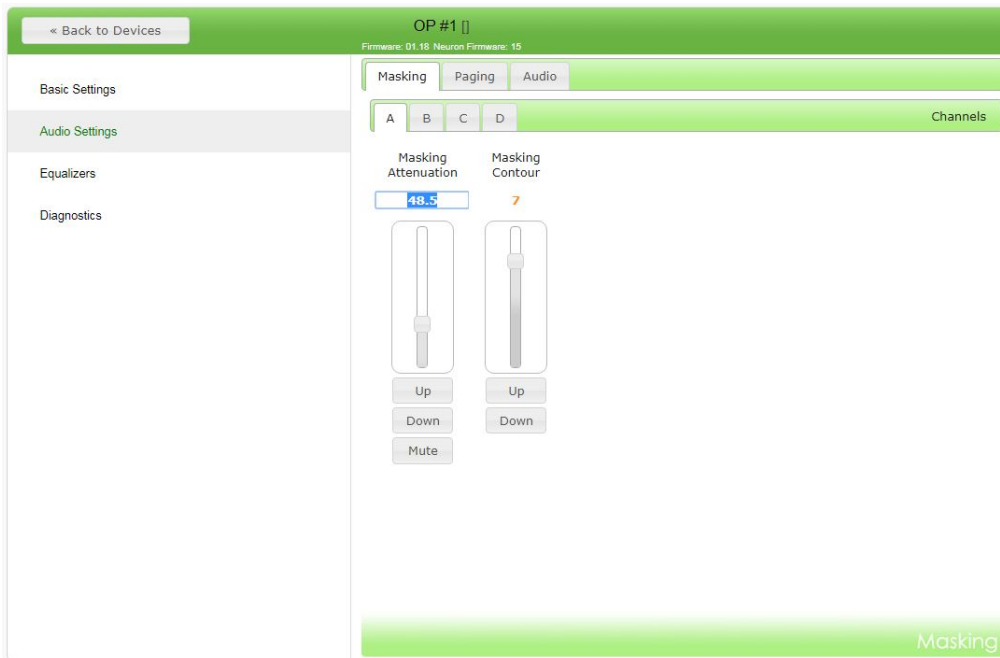 « Back to Devices
OP #1 []
Firmware: 01.18 Neuron Firmware: 15
Basic Settings
Audio Settings
Equalizers
Diagnostics
Masking Paging Audio
A B C D Channels
Masking Attenuation
Masking Contour
48.5 7
Up Up
Down Down
Mute
Masking